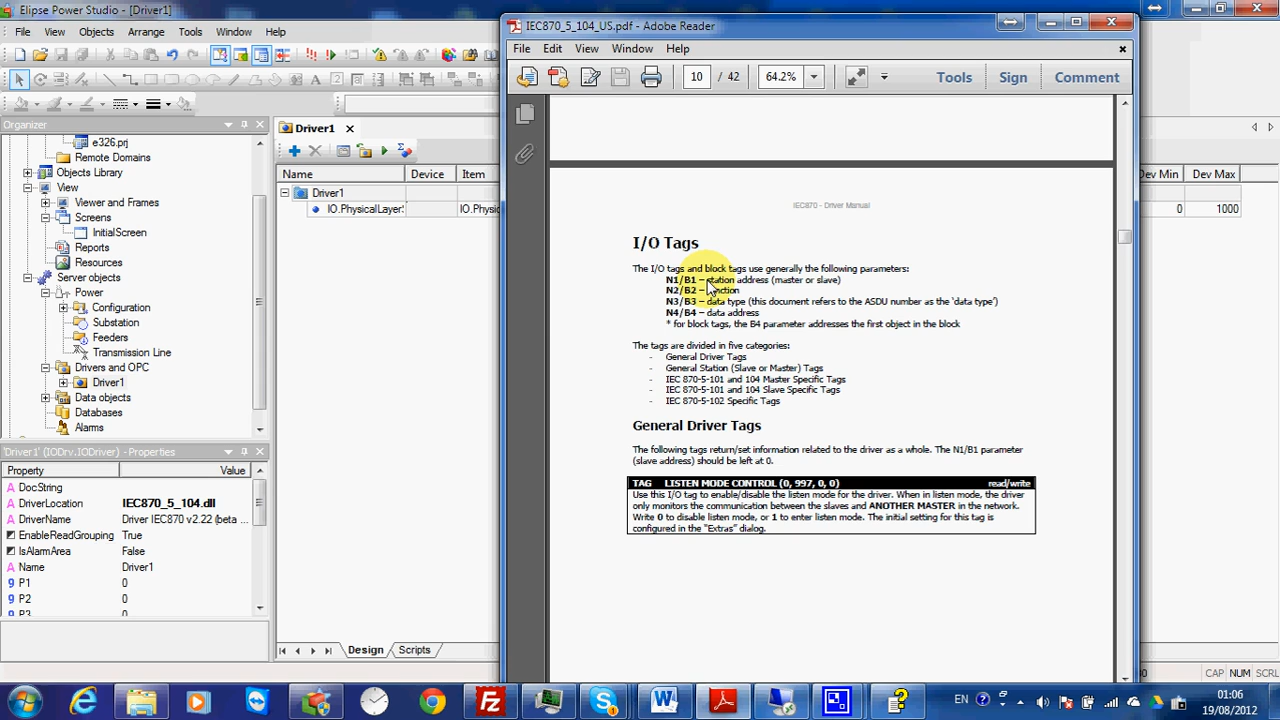 Elipse Power Studio - [Driver1]
File View Objects Arrange Tools Window Help
Organizer
e326.prj
Remote Domains
Objects Library
View
Viewer and Frames
Screens
InitialScreen
Reports
Resources
Server objects
Power
Configuration
Substation
Feeders
Transmission Line
Drivers and OPC
Driver1
Data objects
Databases
Alarms
'Driver1' (IODrv.IODriver) - Properties
Property Value
DocString
DriverLocation IEC870_5_104.dll
DriverName Driver IEC870 v2.22 (beta ...
EnableReadGrouping True
IsAlarmArea False
Name Driver1
P1 0
P2 0
P3 0
Driver1
Name Device Item
Driver1
IO.PhysicalLayer IO.Physic
Design Scripts
Dev Min Dev Max
0 1000
IEC870_5_104_US.pdf - Adobe Reader
File Edit View Window Help
10 / 42 64.2% Tools Sign Comment
IEC870 - Driver Manual
I/O Tags
The I/O tags and block tags use generally the following parameters:
N1/B1 – station address (master or slave)
N2/B2 – function
N3/B3 – data type (this document refers to the ASDU number as the 'data type')
N4/B4 – data address
* for block tags, the B4 parameter addresses the first object in the block
The tags are divided in five categories:
- General Driver Tags
- General Station (Slave or Master) Tags
- IEC 870-5-101 and 104 Master Specific Tags
- IEC 870-5-101 and 104 Slave Specific Tags
- IEC 870-5-102 Specific Tags
General Driver Tags
The following tags return/set information related to the driver as a whole. The N1/B1 parameter
(slave address) should be left at 0.
TAG LISTEN MODE CONTROL (0, 997, 0, 0) read/write
Use this I/O tag to enable/disable the listen mode for the driver. When in listen mode, the driver
only monitors the communication between the slaves and ANOTHER MASTER in the network.
Write 0 to disable listen mode, or 1 to enter listen mode. The initial setting for this tag is
configured in the "Extras" dialog.
CAP NUM SCRL
EN
01:06
19/08/2012